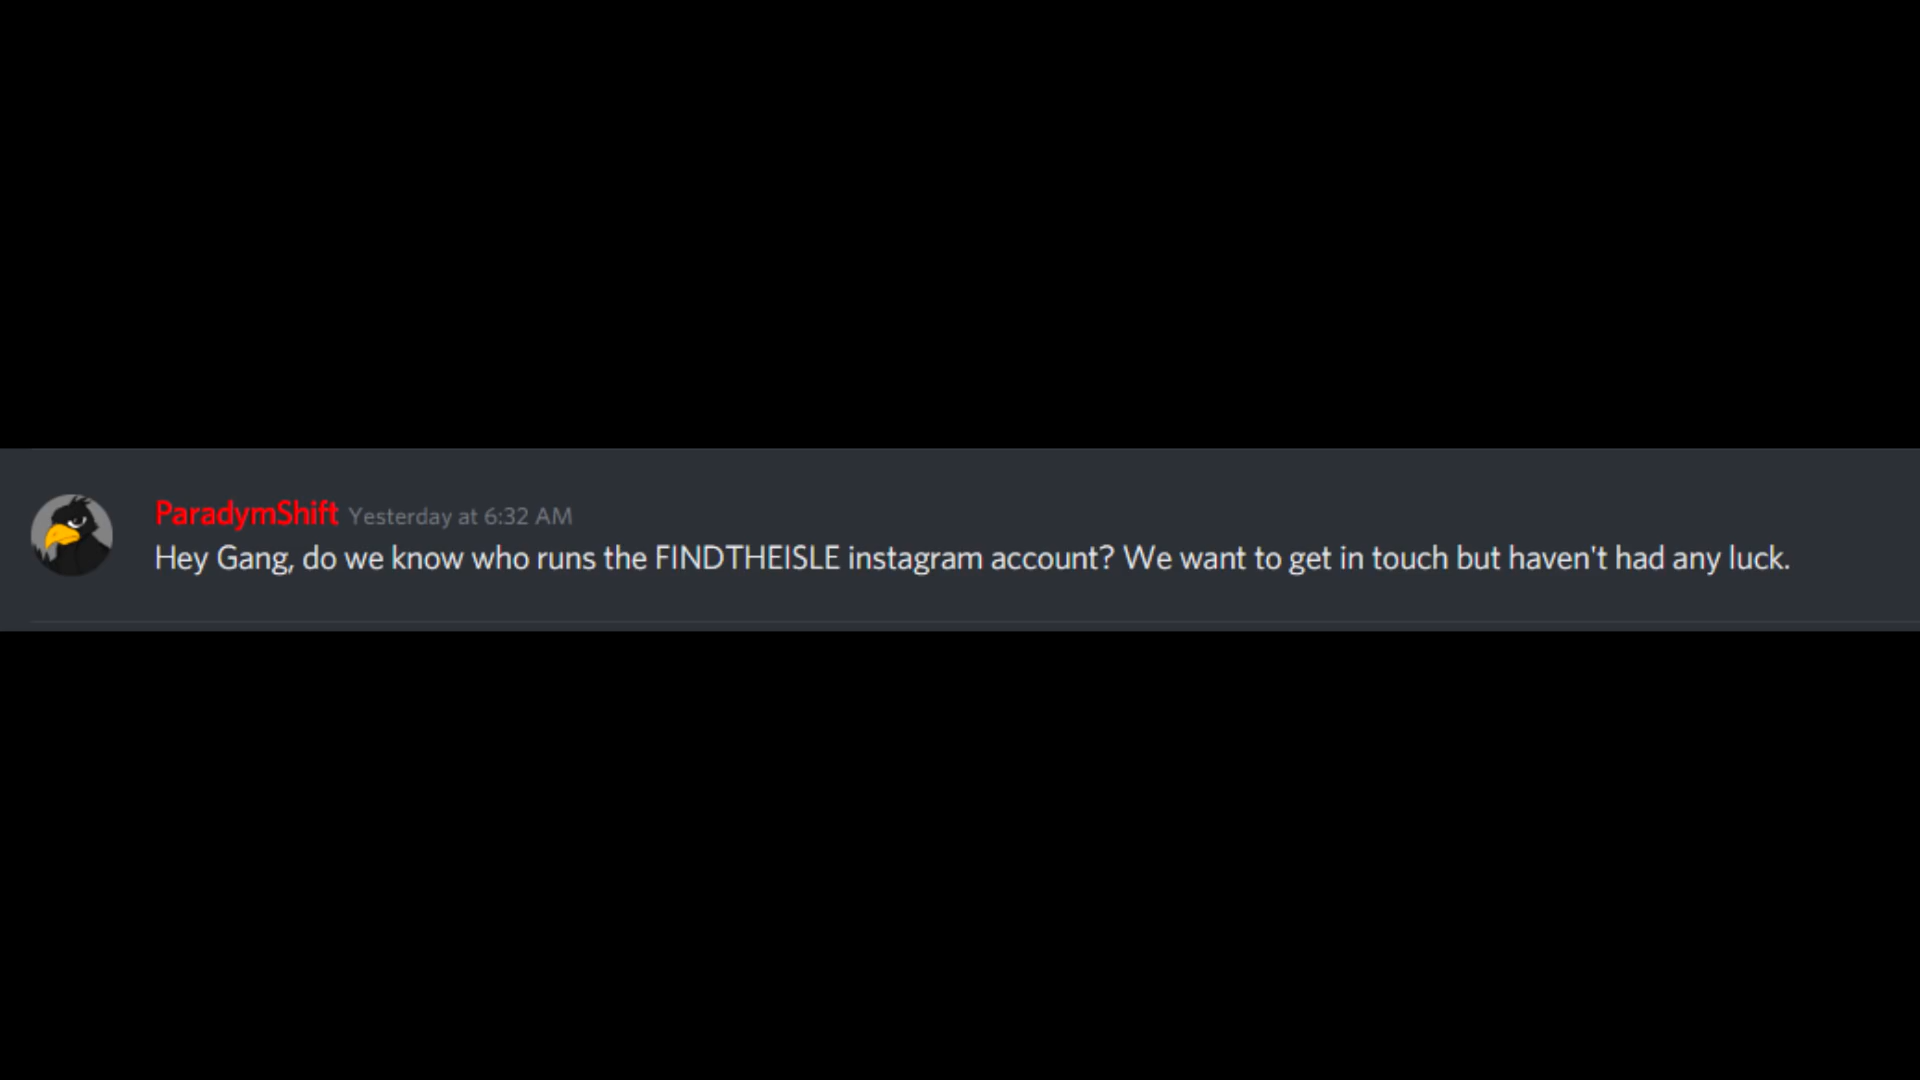 ParadymShift Yesterday at 6:32 AM
Hey Gang, do we know who runs the FINDTHEISLE instagram account? We want to get in touch but haven't had any luck.